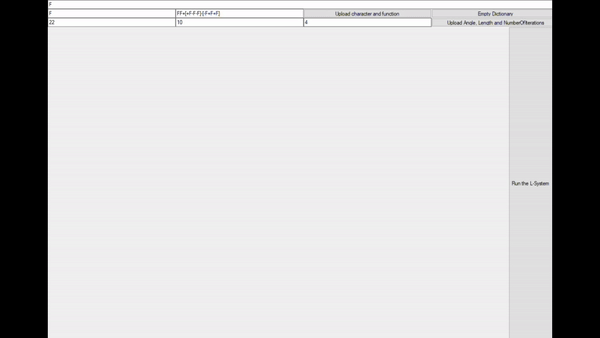 F
F FF+[+F-F-F]-[-F+F+F] Upload character and function Empty Dictionary
22 10 4 Upload Angle, Length and NumberOfIterations
Run the L-System